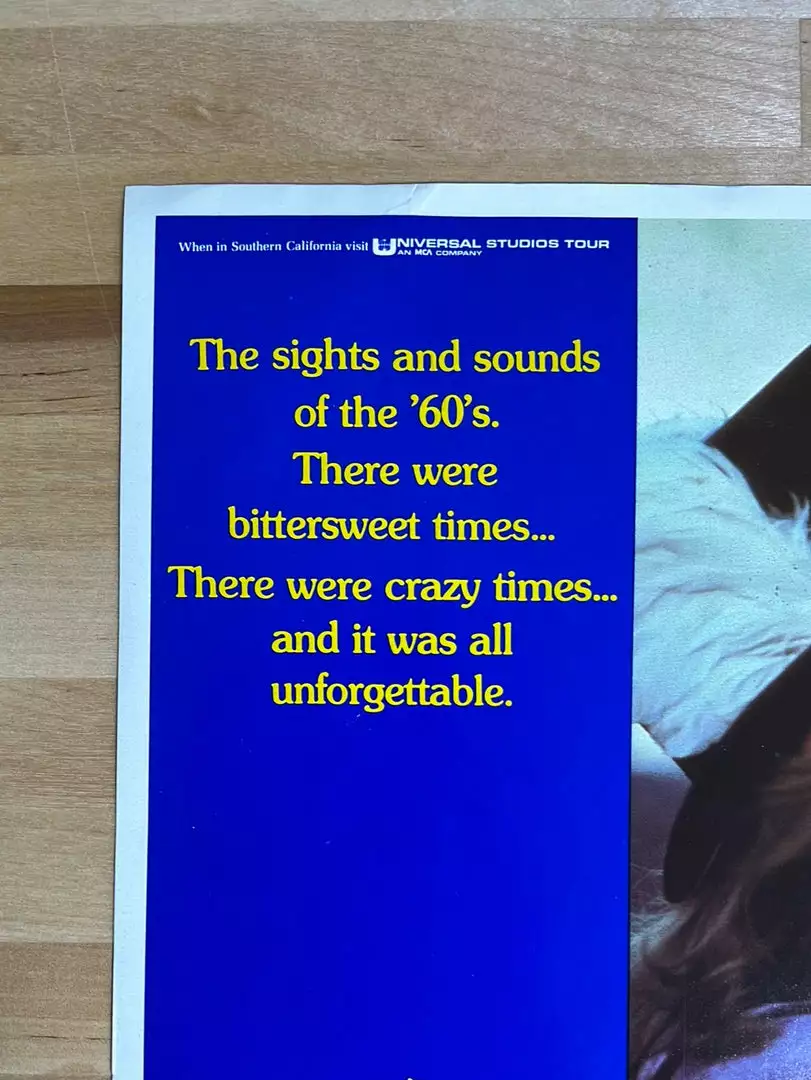 When in Southern California visit UNIVERSAL STUDIOS TOUR
AN MCA COMPANY
The sights and sounds
of the ’60’s.
There were
bittersweet times...
There were crazy times...
and it was all
unforgettable.